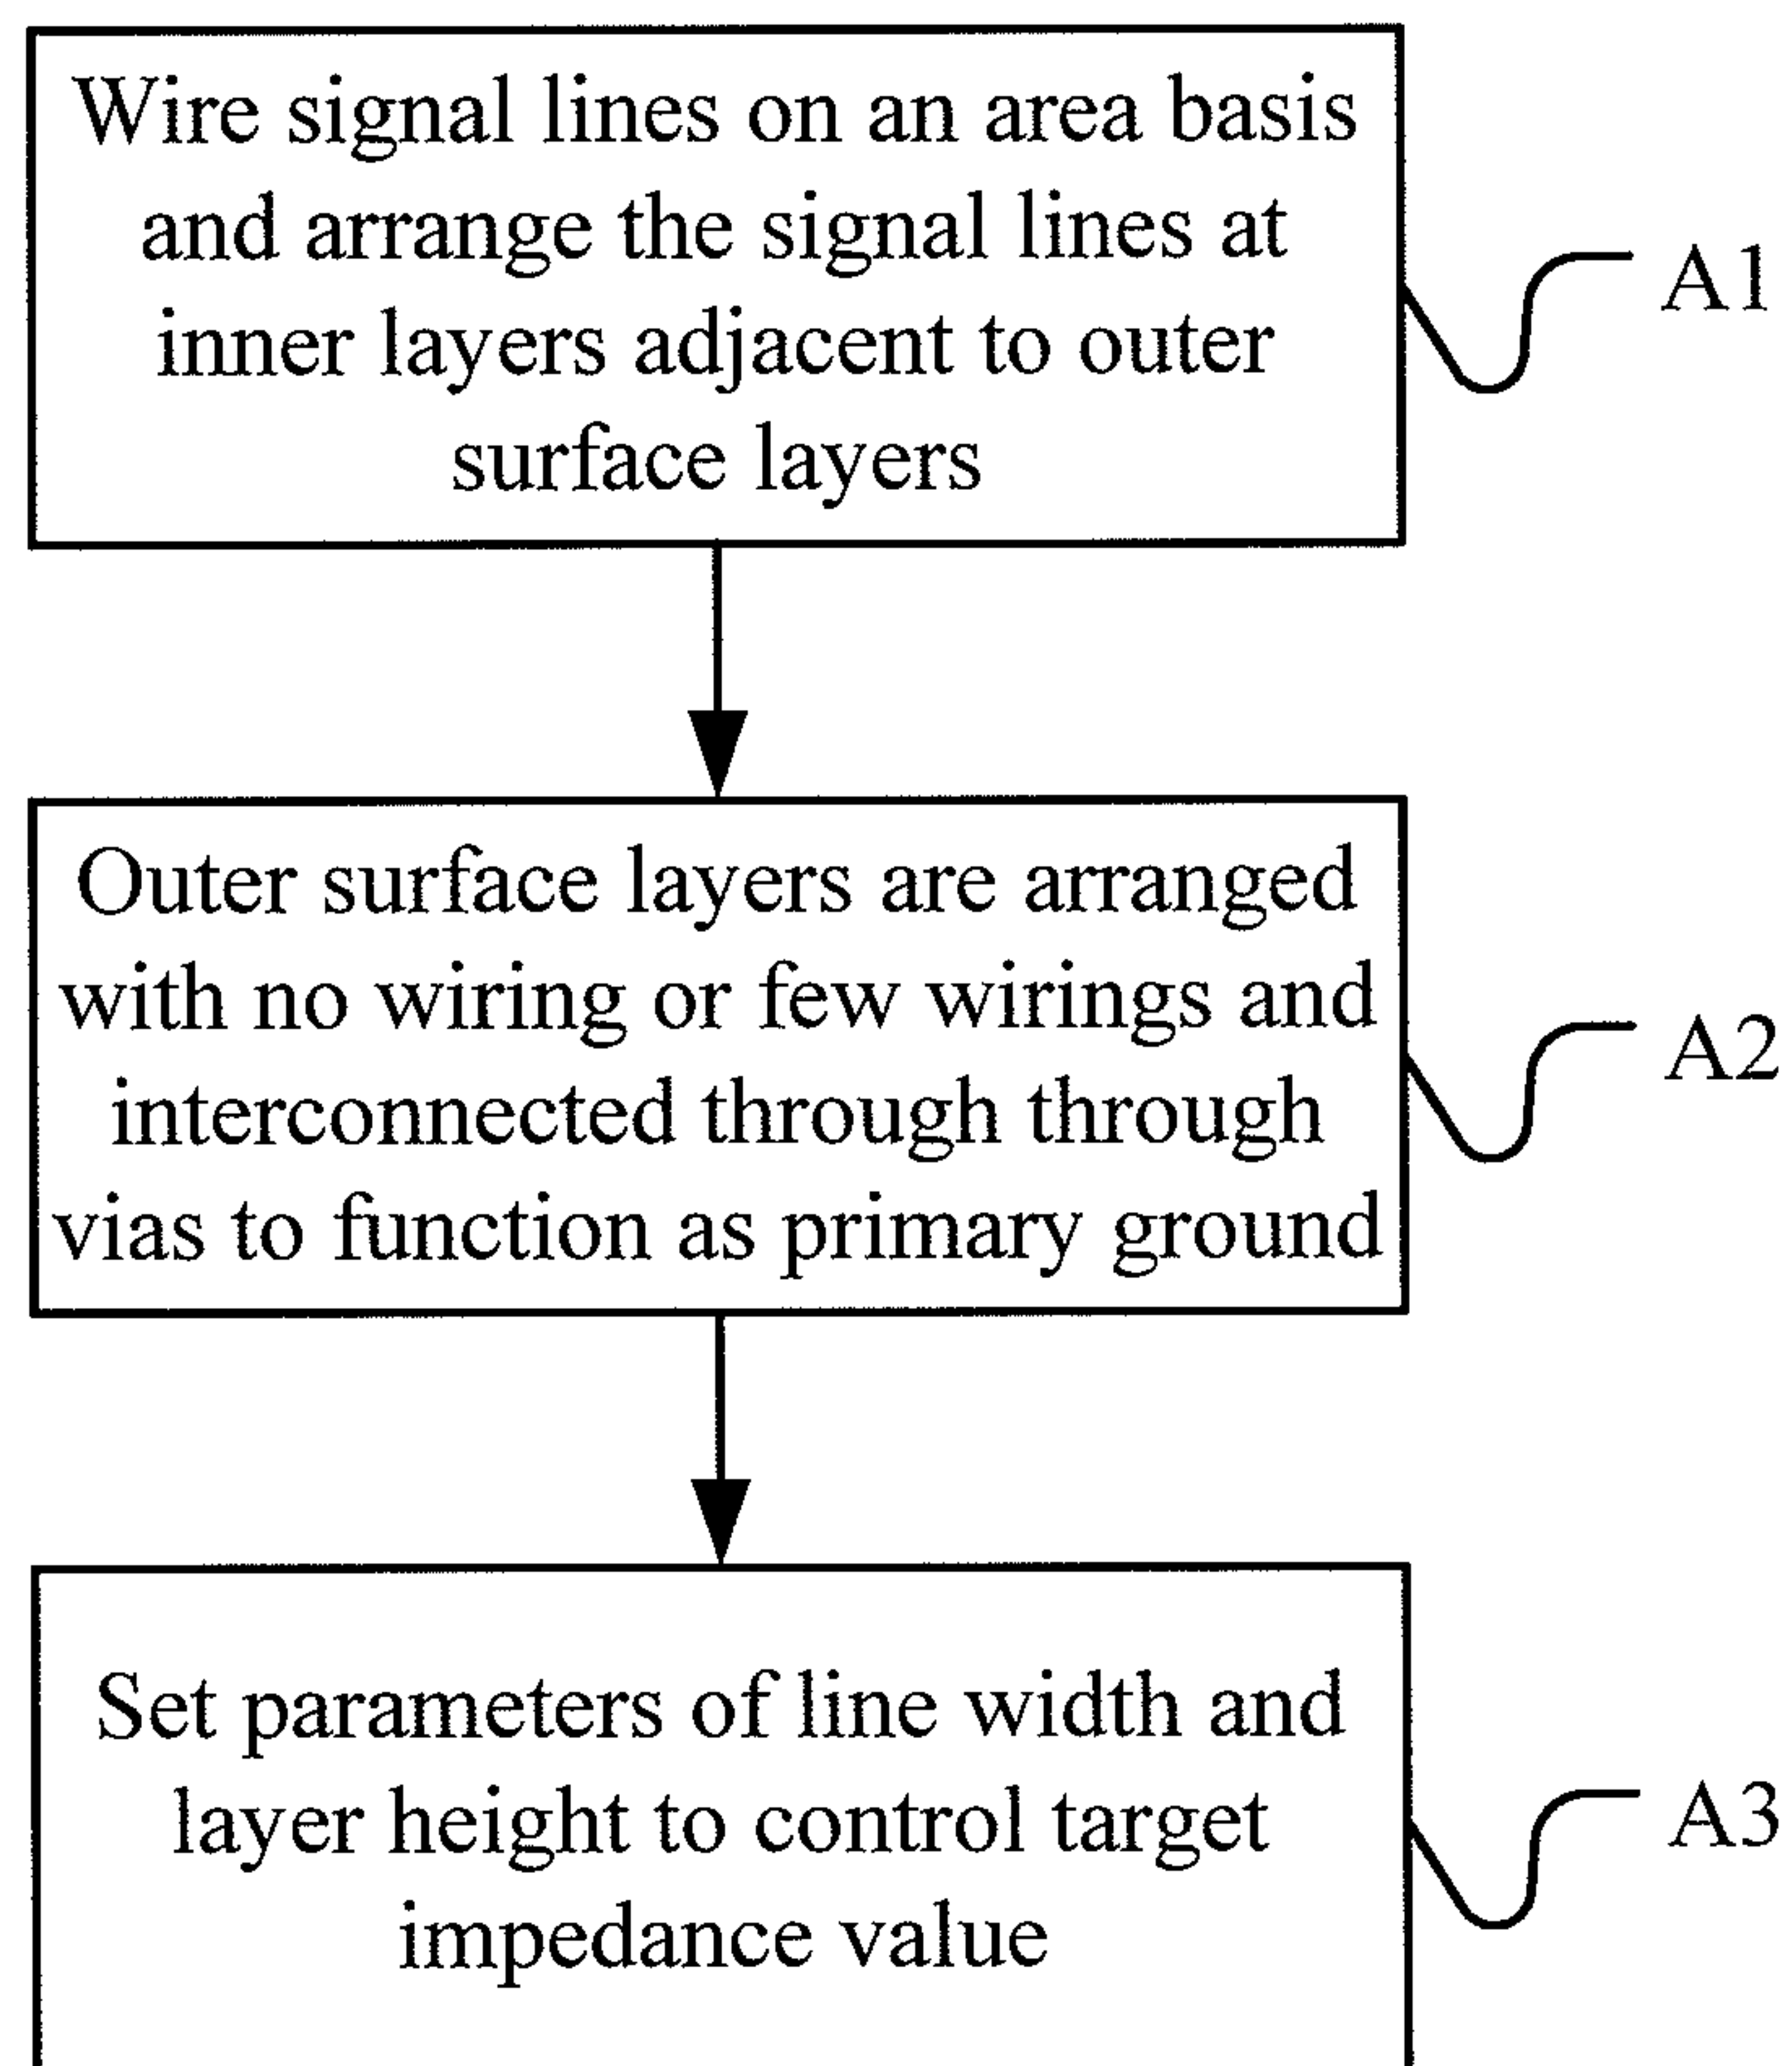 Wire signal lines on an area basis
and arrange the signal lines at
inner layers adjacent to outer
surface layers
A1
Outer surface layers are arranged
with no wiring or few wirings and
interconnected through through
vias to function as primary ground
A2
Set parameters of line width and
layer height to control target
impedance value
A3